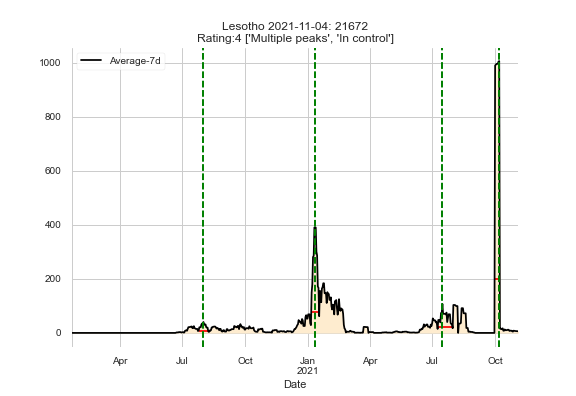 Lesotho 2021-11-04: 21672
Rating:4 ['Multiple peaks', 'In control']
Average-7d
1000
800
600
400
200
0
Apr
Jul
Oct
Jan
2021
Apr
Jul
Oct
Date